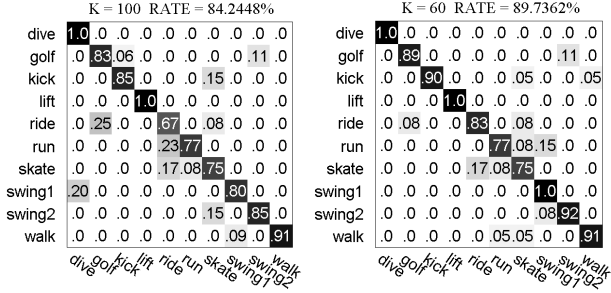 K = 100 RATE = 84.2448%
dive 1.0 .0 .0 .0 .0 .0 .0 .0 .0 .0
golf .0 .83 .06 .0 .0 .0 .0 .0 .11 .0
kick .0 .0 .85 .0 .0 .0 .15 .0 .0 .0
lift .0 .0 .0 1.0 .0 .0 .0 .0 .0 .0
ride .0 .25 .0 .0 .67 .0 .08 .0 .0 .0
run .0 .0 .0 .0 .23 .77 .0 .0 .0 .0
skate .0 .0 .0 .0 .17 .08 .75 .0 .0 .0
swing1 .20 .0 .0 .0 .0 .0 .0 .80 .0 .0
swing2 .0 .0 .0 .0 .0 .0 .15 .0 .85 .0
walk .0 .0 .0 .0 .0 .0 .0 .09 .0 .91
dive golf kick lift ride run skate swing1 swing2 walk
K = 60 RATE = 89.7362%
dive 1.0 .0 .0 .0 .0 .0 .0 .0 .0 .0
golf .0 .89 .0 .0 .0 .0 .0 .0 .11 .0
kick .0 .0 .90 .0 .0 .0 .05 .0 .0 .05
lift .0 .0 .0 1.0 .0 .0 .0 .0 .0 .0
ride .0 .08 .0 .0 .83 .0 .08 .0 .0 .0
run .0 .0 .0 .0 .0 .77 .08 .15 .0 .0
skate .0 .0 .0 .0 .17 .08 .75 .0 .0 .0
swing1 .0 .0 .0 .0 .0 .0 .0 1.0 .0 .0
swing2 .0 .0 .0 .0 .0 .0 .0 .08 .92 .0
walk .0 .0 .0 .0 .0 .05 .05 .0 .0 .91
dive golf kick lift ride run skate swing1 swing2 walk